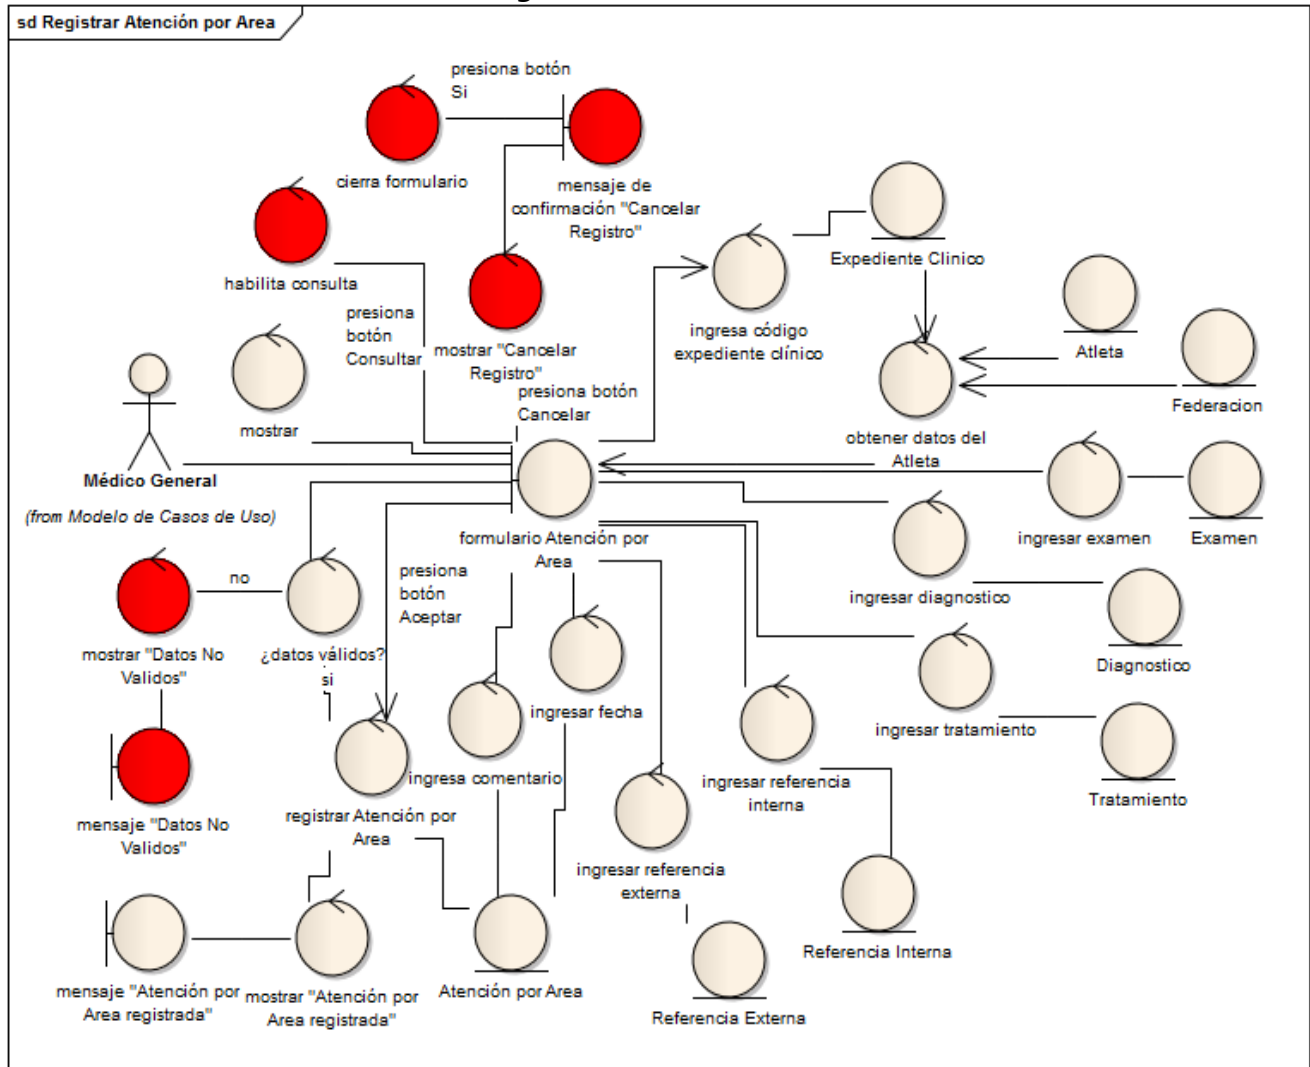 sd Registrar Atención por Area
presiona botón
Si
cierra formulario
mensaje de
confirmación "Cancelar
Registro"
habilita consulta
Expediente Clinico
ingresa código
expediente clínico
presiona
botón
Consultar
mostrar "Cancelar
Registro"
Atleta
Federacion
presiona botón
Cancelar
mostrar
obtener datos del
Atleta
Médico General
(from Modelo de Casos de Uso)
formulario Atención por
Area
ingresar examen
Examen
presiona
botón
Aceptar
no
ingresar diagnostico
mostrar "Datos No
Validos"
¿datos válidos?
si
Diagnostico
ingresar fecha
ingresar tratamiento
ingresa comentario
ingresar referencia
interna
Tratamiento
registrar Atención por
Area
mensaje "Datos No
Validos"
ingresar referencia
externa
Referencia Interna
mensaje "Atención por
Area registrada"
mostrar "Atención por
Area registrada"
Atención por Area
Referencia Externa